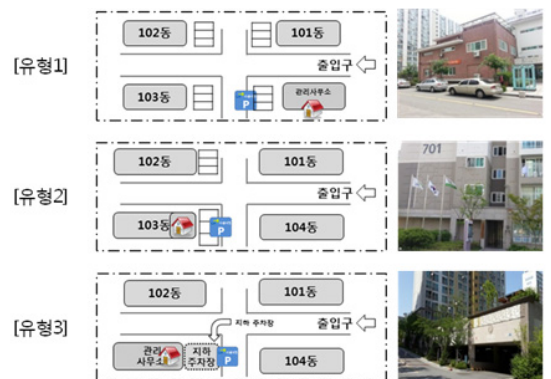 [유형1]
102동
101동
출입구
103동
P
관리사무소
[유형2]
701
102동
101동
출입구
103동
P
104동
[유형3]
102동
101동
지하 주차장
출입구
관리
사무소
지하
주차장
P
104동